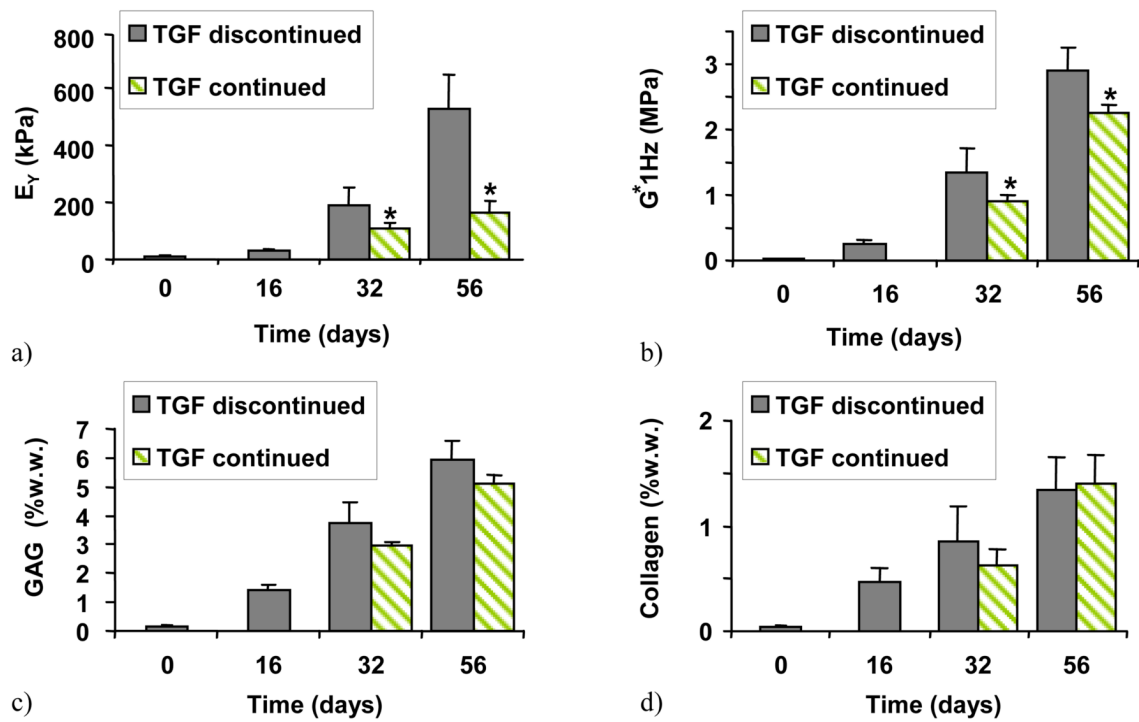 TGF discontinued
TGF continued
800
600
400
200
0
E_Y (kPa)
*
*
0 16 32 56
Time (days)
a)
TGF discontinued
TGF continued
3
2
1
0
G*1Hz (MPa)
*
*
0 16 32 56
Time (days)
b)
TGF discontinued
TGF continued
7
6
5
4
3
2
1
0
GAG (%w.w.)
0 16 32 56
Time (days)
c)
TGF discontinued
TGF continued
2
1
0
Collagen (%w.w.)
0 16 32 56
Time (days)
d)